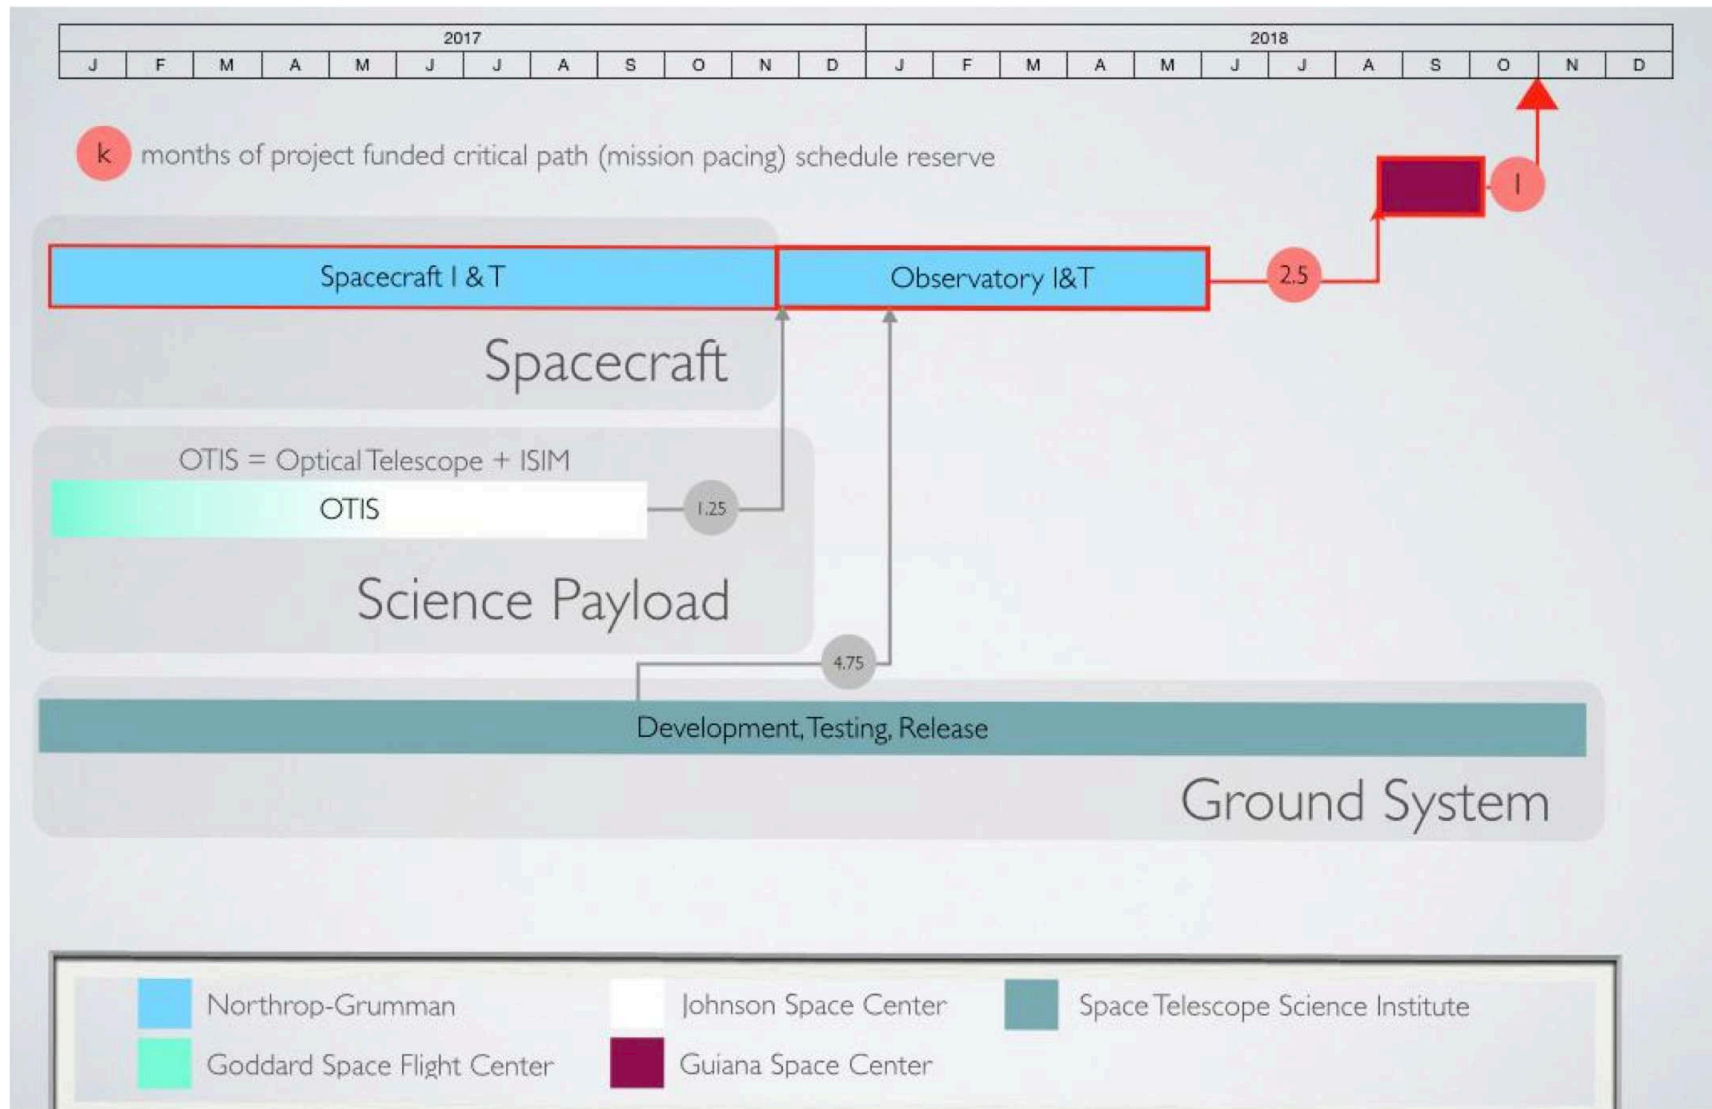 2017 2018
J F M A M J J A S O N D J F M A M J J A S O N D
k months of project funded critical path (mission pacing) schedule reserve
1
Spacecraft I & T Observatory I&T 2.5
Spacecraft
OTIS = Optical Telescope + ISIM
OTIS 1.25
Science Payload
4.75
Development, Testing, Release
Ground System
Northrop-Grumman Johnson Space Center Space Telescope Science Institute
Goddard Space Flight Center Guiana Space Center